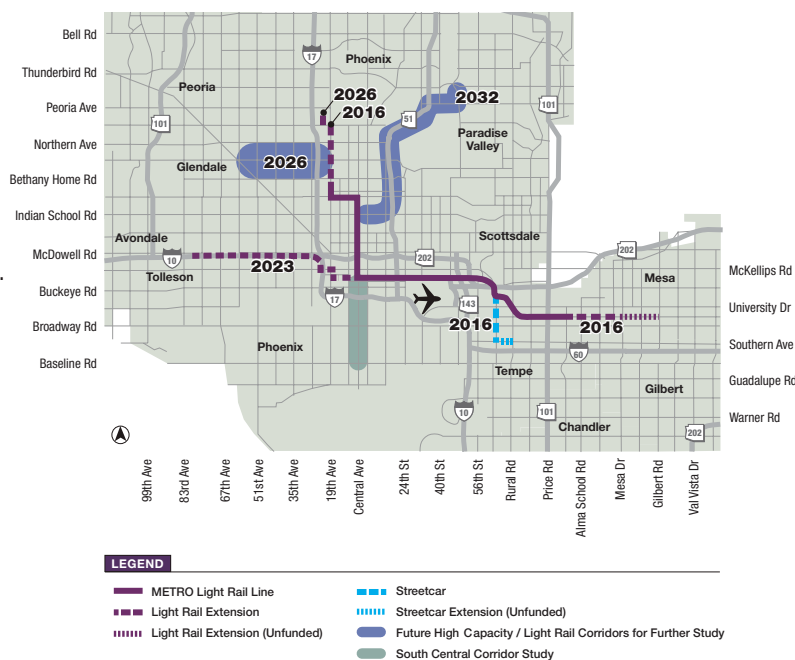 Bell Rd
Thunderbird Rd
Peoria Ave
Northern Ave
Bethany Home Rd
Indian School Rd
McDowell Rd
Buckeye Rd
Broadway Rd
Baseline Rd
17
Phoenix
Peoria
2026
2032
101
2016
51
101
101
Paradise
Valley
Glendale
2026
Scottsdale
Avondale
10
Tolleson
2023
202
202
Mesa
17
143
2016
2016
Phoenix
60
Tempe
Gilbert
10
101
Chandler
202
McKellips Rd
University Dr
Southern Ave
Guadalupe Rd
Warner Rd
99th Ave
83rd Ave
67th Ave
51st Ave
35th Ave
19th Ave
Central Ave
24th St
40th St
56th St
Rural Rd
Price Rd
Alma School Rd
Mesa Dr
Gilbert Rd
Val Vista Dr
LEGEND
METRO Light Rail Line
Light Rail Extension
Light Rail Extension (Unfunded)
Streetcar
Streetcar Extension (Unfunded)
Future High Capacity / Light Rail Corridors for Further Study
South Central Corridor Study